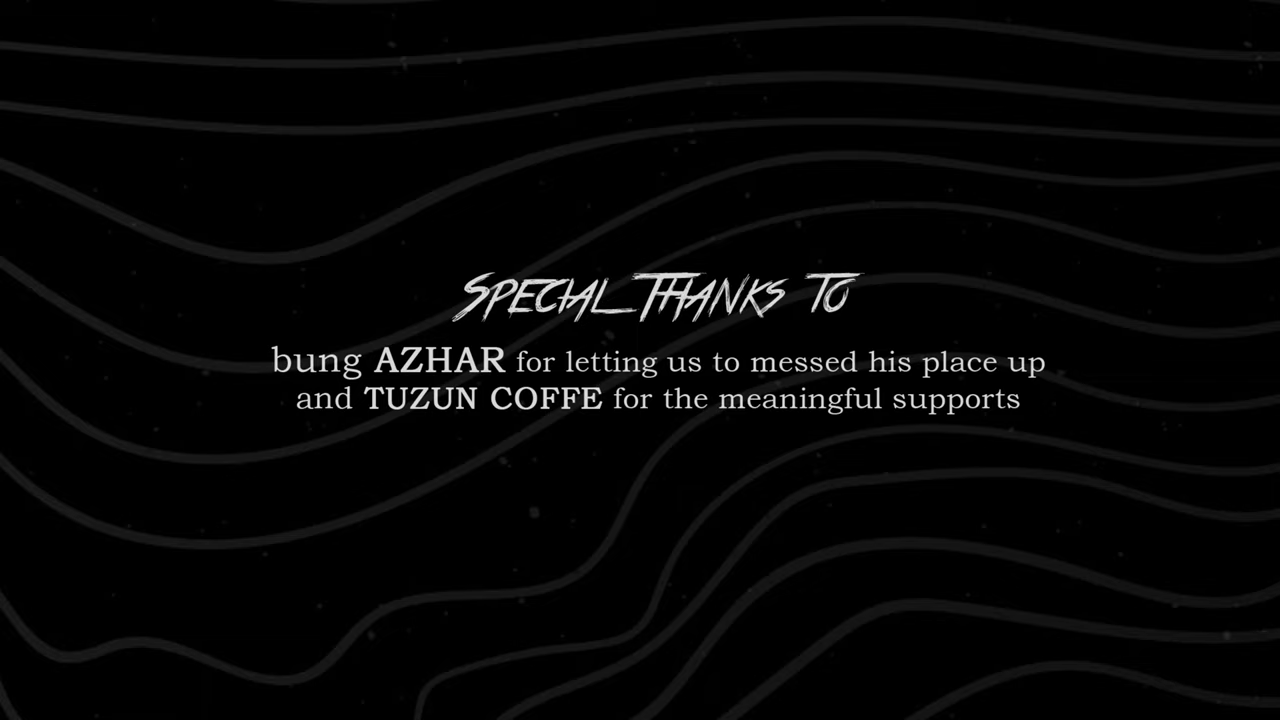 Special Thanks To
bung AZHAR for letting us to messed his place up
and TUZUN COFFE for the meaningful supports